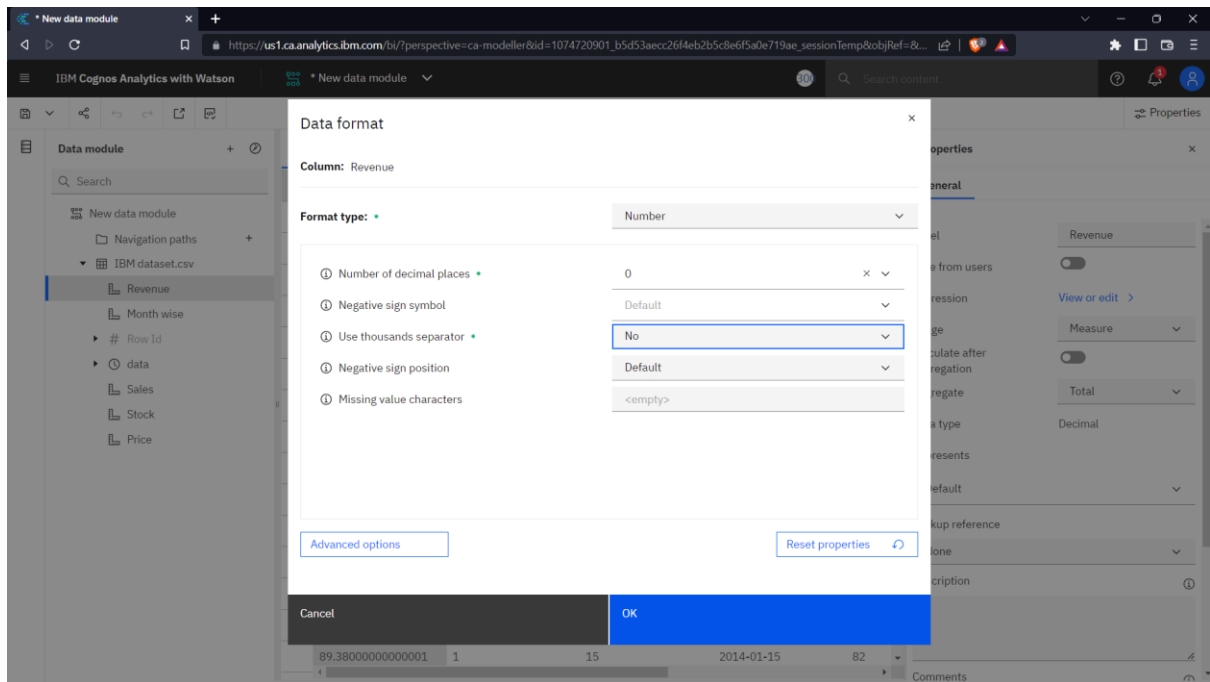 * New data module
https://us1.ca.analytics.ibm.com/bi/?perspective=ca-modeller&id=1074720901_b5d53aecc26f4eb2b5c8e6f5a0e719ae_sessionTemp&objRef=&...
IBM Cognos Analytics with Watson
* New data module
Search content
1
Properties
Data module
Search
New data module
Navigation paths
IBM dataset.csv
Revenue
Month wise
# Row Id
data
Sales
Stock
Price
Data format
Column: Revenue
Format type: Number
Number of decimal places 0
Negative sign symbol Default
Use thousands separator No
Negative sign position Default
Missing value characters <empty>
Advanced options
Reset properties
Cancel
OK
89.38000000000001 1 15 2014-01-15 82
operties
eneral
el Revenue
e from users
ression View or edit
ge Measure
culate after
regation
regate Total
a type Decimal
resents
efault
kup reference
lone
cription
Comments